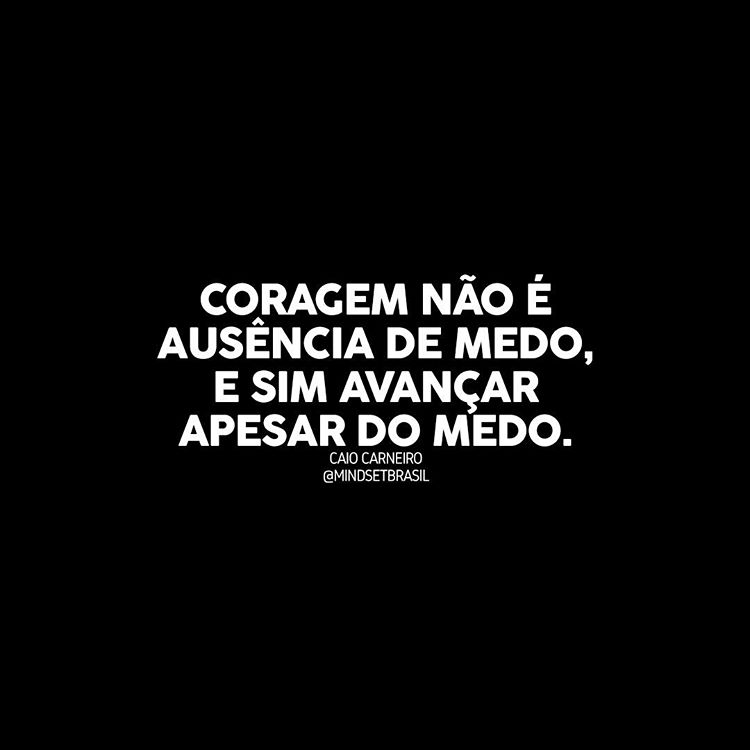 CORAGEM NÃO É
AUSÊNCIA DE MEDO,
E SIM AVANÇAR
APESAR DO MEDO.
CAIO CARNEIRO
@MINDSETBRASIL